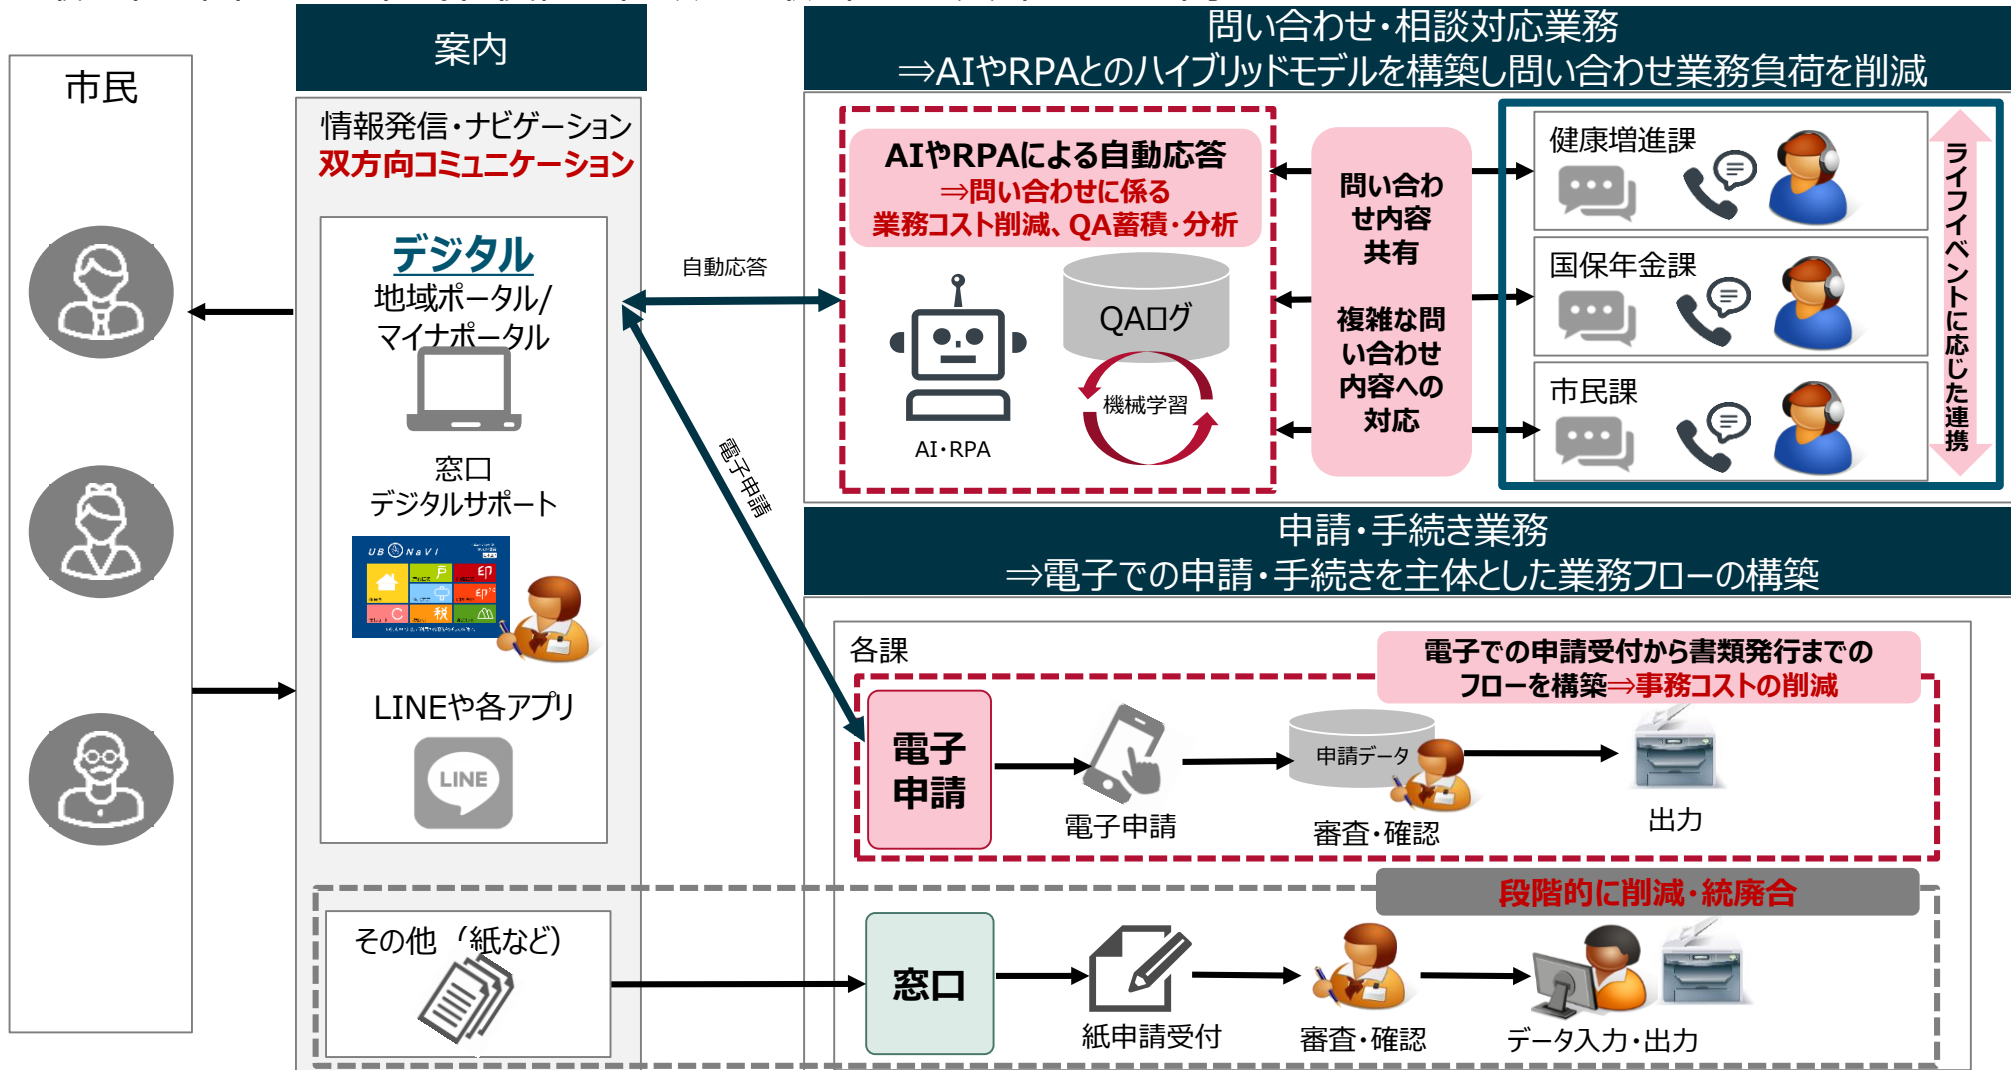 市民
案内
情報発信・ナビゲーション
双方向コミュニケーション
デジタル
地域ポータル/
マイナポータル
窓口
デジタルサポート
UB NaVi
戸
印
印
税
LINEや各アプリ
LINE
その他（紙など）
自動応答
電子申請
問い合わせ・相談対応業務
⇒AIやRPAとのハイブリッドモデルを構築し問い合わせ業務負荷を削減
AIやRPAによる自動応答
⇒問い合わせに係る
業務コスト削減、QA蓄積・分析
AI・RPA
QAログ
機械学習
問い合わ
せ内容
共有
複雑な問
い合わせ
内容への
対応
健康増進課
国保年金課
市民課
ライフイベントに応じた連携
申請・手続き業務
⇒電子での申請・手続きを主体とした業務フローの構築
各課
電子での申請受付から書類発行までの
フローを構築⇒事務コストの削減
電子
申請
電子申請
申請データ
審査・確認
出力
段階的に削減・統廃合
窓口
紙申請受付
審査・確認
データ入力・出力